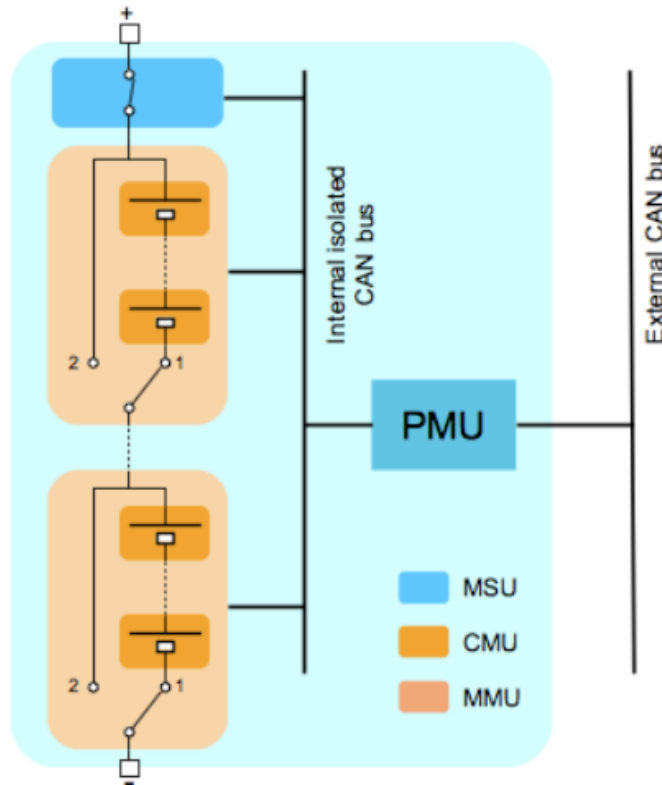 +
Internal isolated
CAN bus
External CAN bus
2
1
PMU
2
1
MSU
CMU
MMU
-